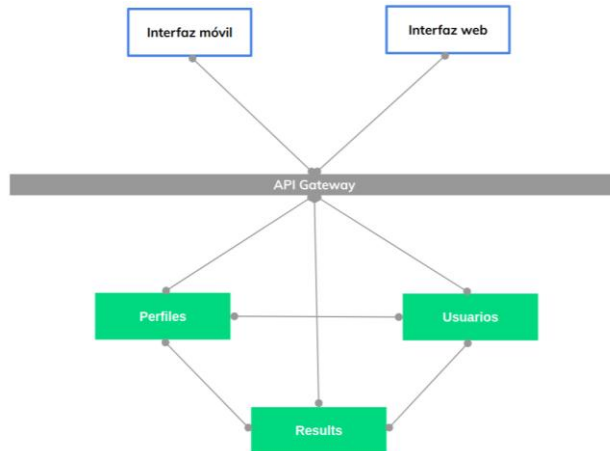 Interfaz móvil
Interfaz web
API Gateway
Perfiles
Usuarios
Results